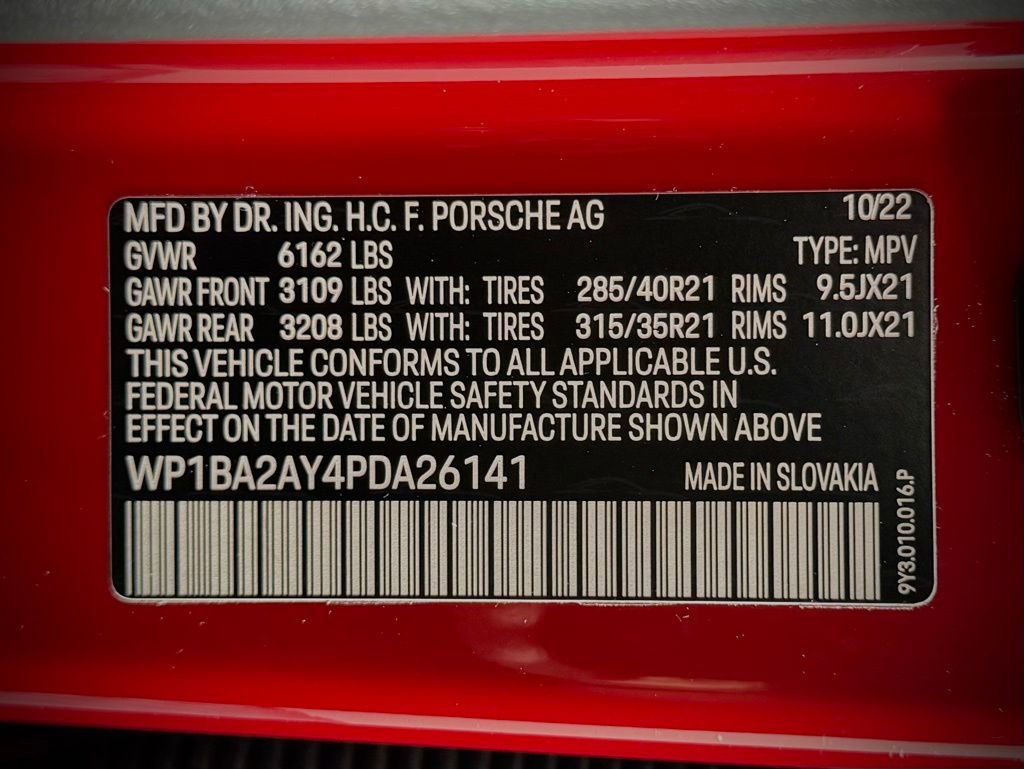 MFD BY DR. ING. H.C. F. PORSCHE AG 10/22
GVWR 6162 LBS TYPE: MPV
GAWR FRONT 3109 LBS WITH: TIRES 285/40R21 RIMS 9.5JX21
GAWR REAR 3208 LBS WITH: TIRES 315/35R21 RIMS 11.0JX21
THIS VEHICLE CONFORMS TO ALL APPLICABLE U.S.
FEDERAL MOTOR VEHICLE SAFETY STANDARDS IN
EFFECT ON THE DATE OF MANUFACTURE SHOWN ABOVE
WP1BA2AY4PDA26141 MADE IN SLOVAKIA
9Y3.010.016.P